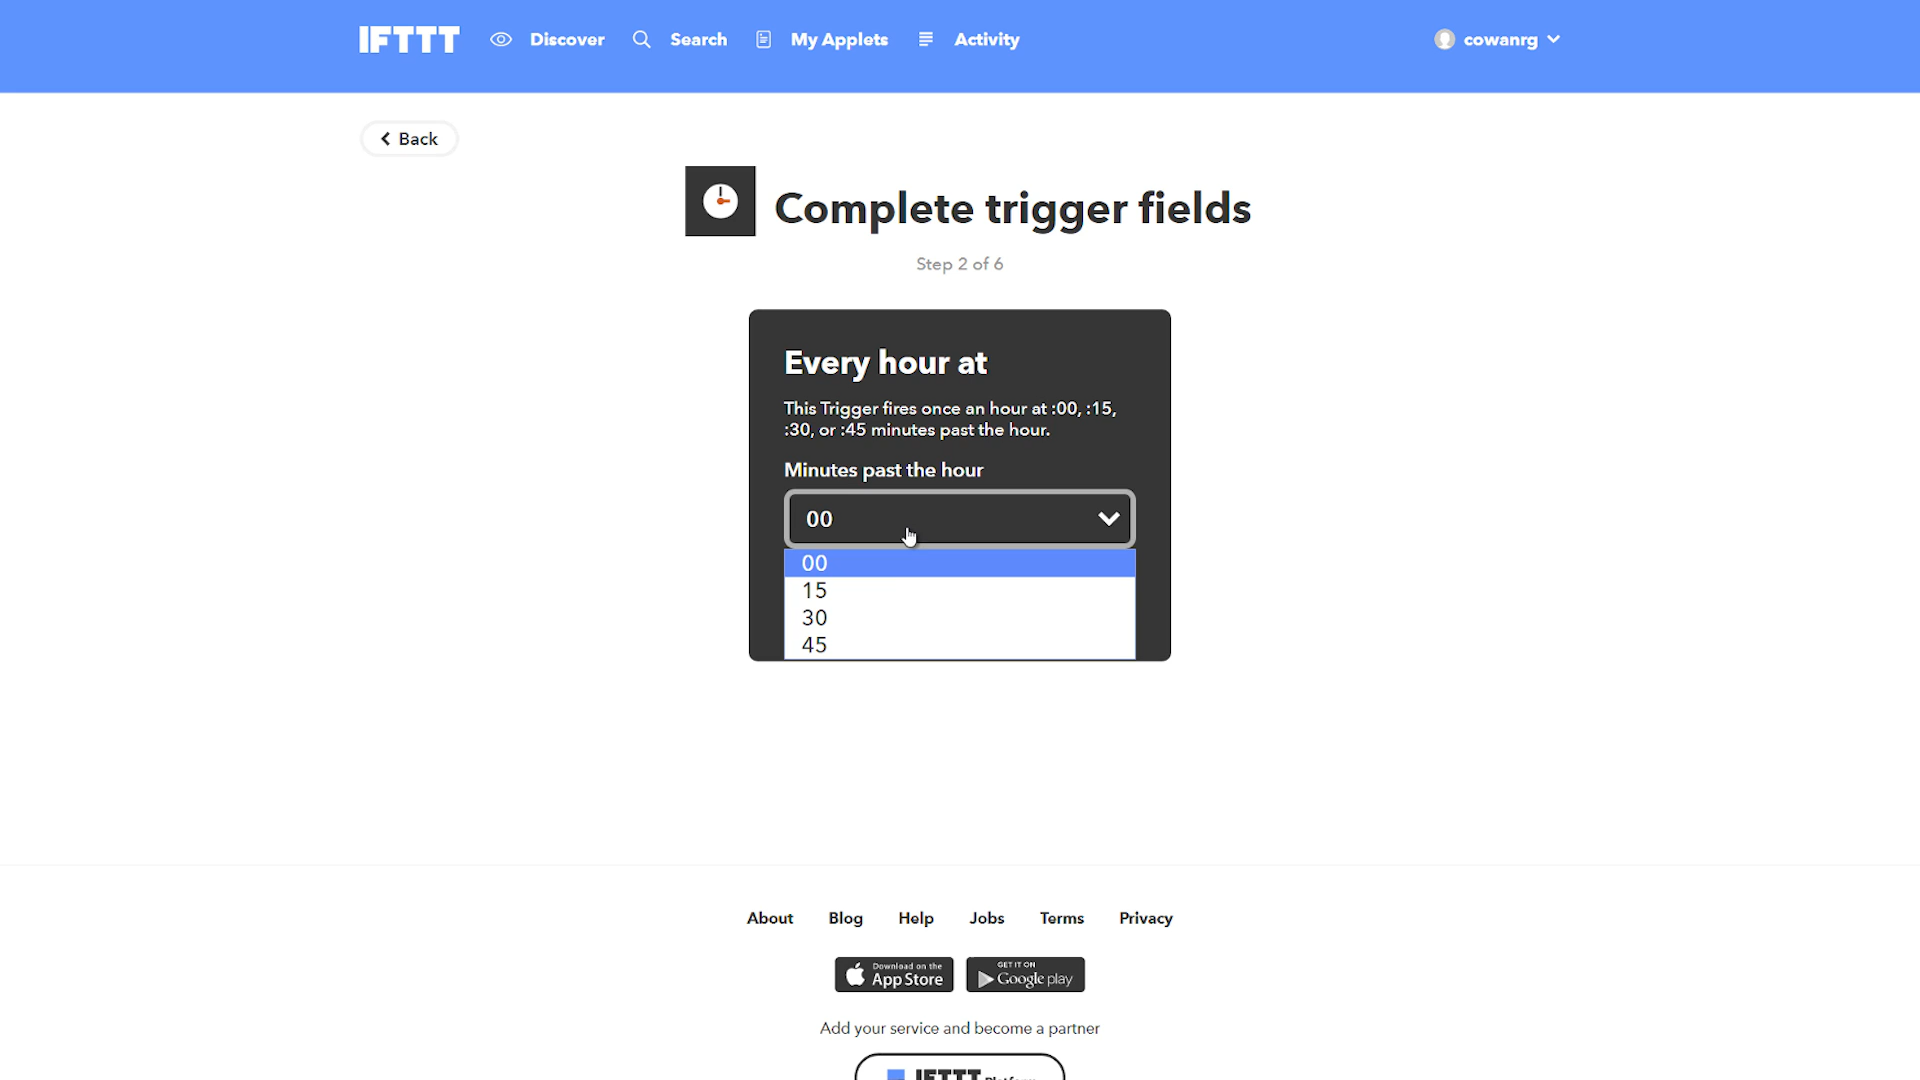 IFTTT Discover Search My Applets Activity cowanrg
Back
Complete trigger fields
Step 2 of 6
Every hour at
This Trigger fires once an hour at :00, :15,
:30, or :45 minutes past the hour.
Minutes past the hour
00
00
15
30
45
About Blog Help Jobs Terms Privacy
Download on the
App Store
GET IT ON
Google play
Add your service and become a partner
IFTTT Platform